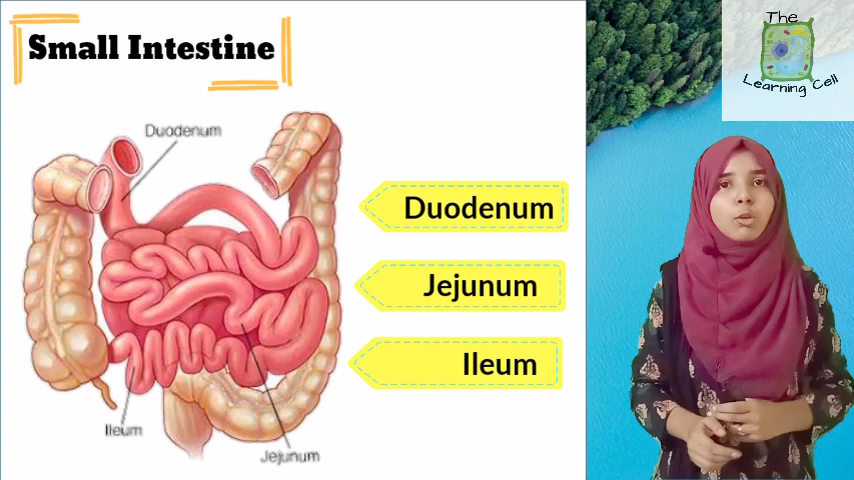 Small Intestine
The
Learning Cell
Duodenum
Duodenum
Jejunum
Ileum
Ileum
Jejunum